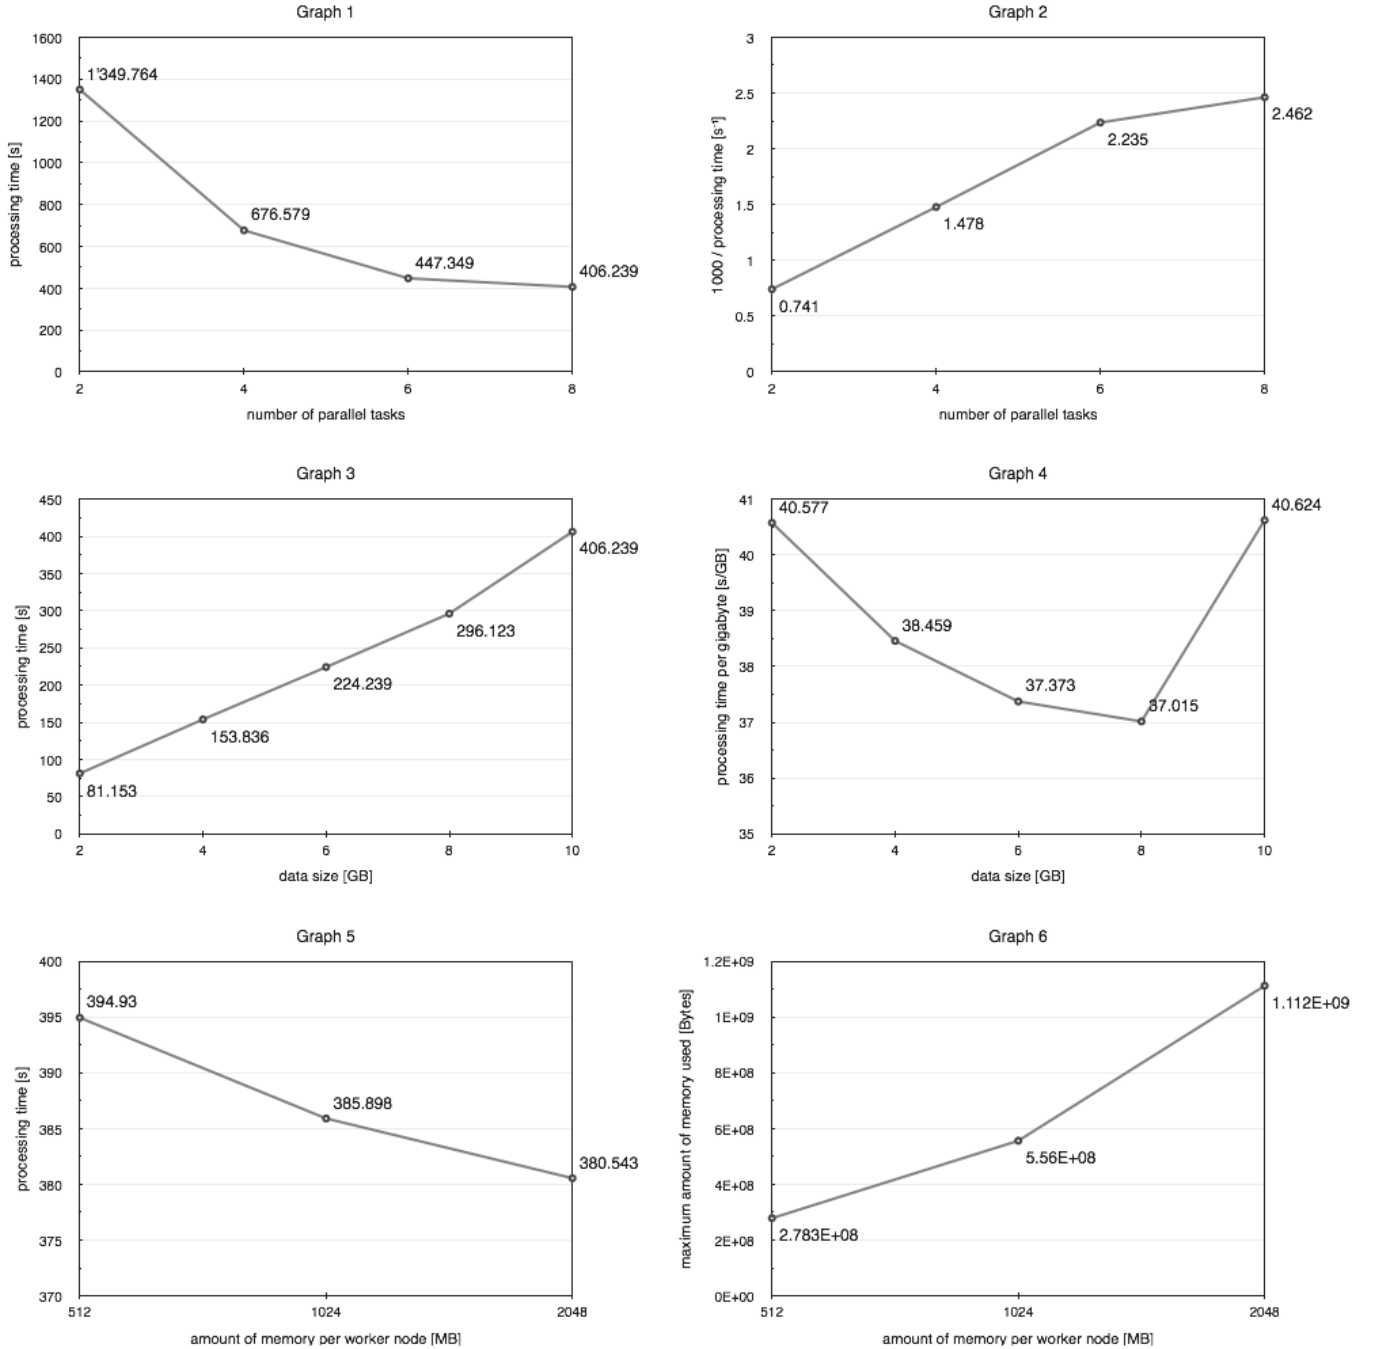 Graph 1
1600
1400
1200
1000
800
600
400
200
0
processing time [s]
1'349.764
676.579
447.349
406.239
2 4 6 8
number of parallel tasks
Graph 2
3
2.5
2
1.5
1
0.5
0
1000 / processing time [s⁻¹]
0.741
1.478
2.235
2.462
2 4 6 8
number of parallel tasks
Graph 3
450
400
350
300
250
200
150
100
50
0
processing time [s]
81.153
153.836
224.239
296.123
406.239
2 4 6 8 10
data size [GB]
Graph 4
41
40
39
38
37
36
35
processing time per gigabyte [s/GB]
40.577
38.459
37.373
37.015
40.624
2 4 6 8 10
data size [GB]
Graph 5
400
395
390
385
380
375
370
processing time [s]
394.93
385.898
380.543
512 1024 2048
amount of memory per worker node [MB]
Graph 6
1.2E+09
1E+09
8E+08
6E+08
4E+08
2E+08
0E+00
maximum amount of memory used [Bytes]
2.783E+08
5.56E+08
1.112E+09
512 1024 2048
amount of memory per worker node [MB]